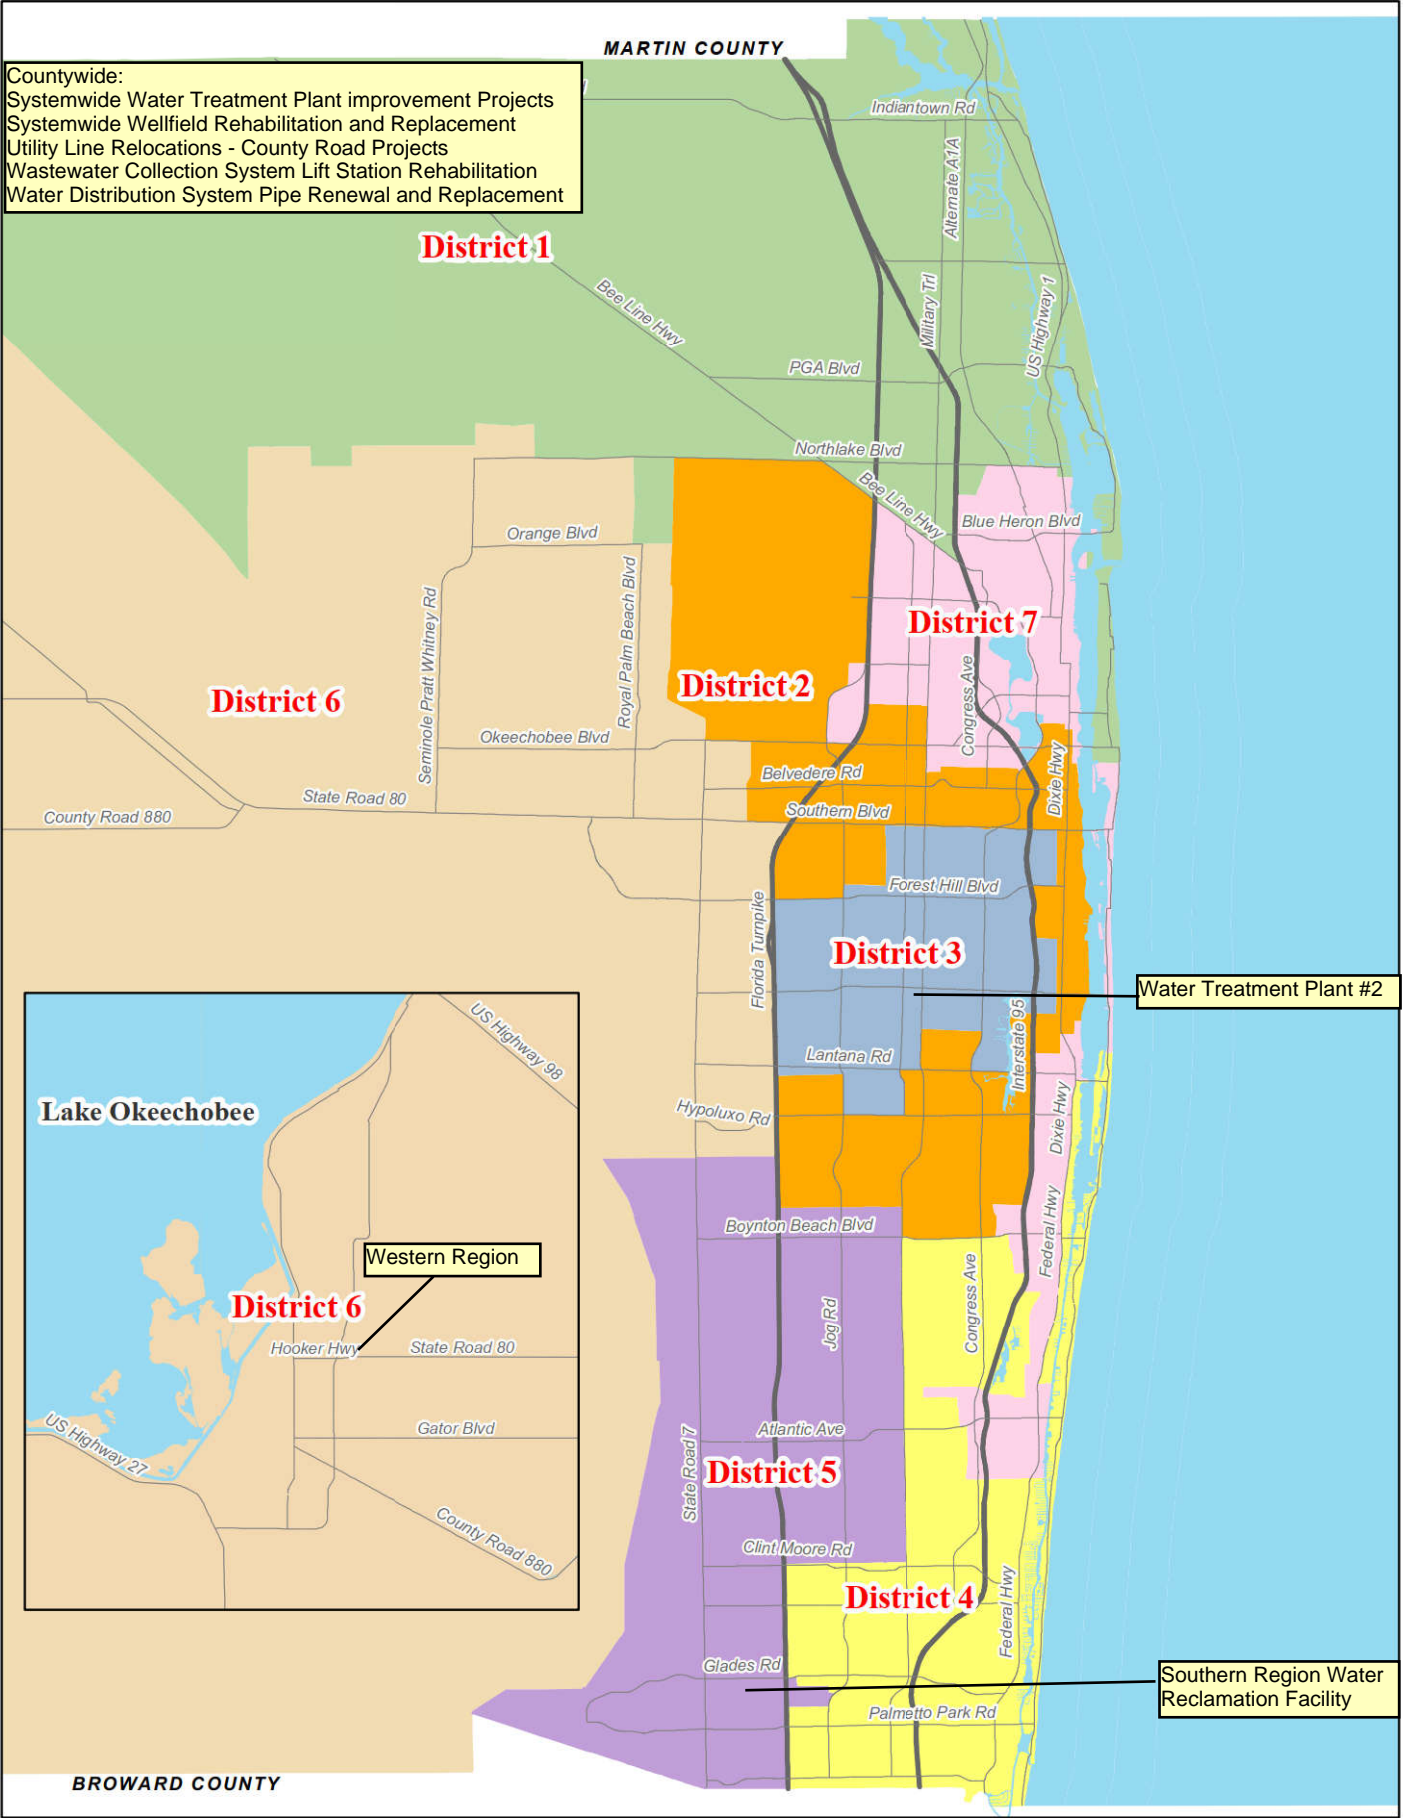 MARTIN COUNTY
Countywide:
Systemwide Water Treatment Plant improvement Projects
Systemwide Wellfield Rehabilitation and Replacement
Utility Line Relocations - County Road Projects
Wastewater Collection System Lift Station Rehabilitation
Water Distribution System Pipe Renewal and Replacement
Indiantown Rd
Alternate A1A
District 1
Bee Line Hwy
Military Trl
US Highway 1
PGA Blvd
Northlake Blvd
Bee Line Hwy
Blue Heron Blvd
Orange Blvd
Royal Palm Beach Blvd
Seminole Pratt Whitney Rd
District 7
District 2
District 6
Congress Ave
Okeechobee Blvd
Belvedere Rd
Dixie Hwy
State Road 80
County Road 880
Southern Blvd
Forest Hill Blvd
Florida Turnpike
District 3
Water Treatment Plant #2
Interstate 95
Lantana Rd
Hypoluxo Rd
Dixie Hwy
US Highway 98
Lake Okeechobee
Western Region
District 6
Hooker Hwy
State Road 80
Gator Blvd
US Highway 27
County Road 880
Boynton Beach Blvd
Federal Hwy
Congress Ave
Jog Rd
Atlantic Ave
State Road 7
District 5
Clint Moore Rd
District 4
Federal Hwy
Glades Rd
Southern Region Water
Reclamation Facility
Palmetto Park Rd
BROWARD COUNTY